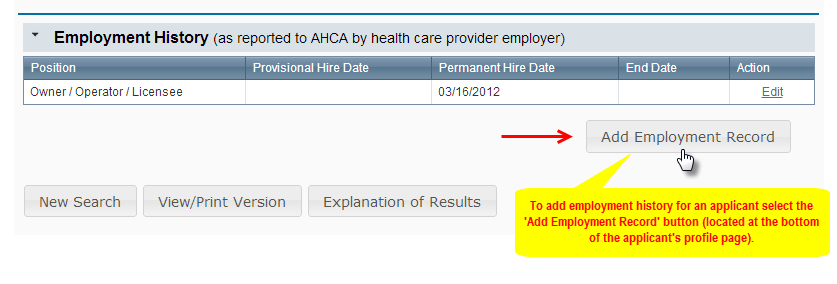 Employment History (as reported to AHCA by health care provider employer)
Position Provisional Hire Date Permanent Hire Date End Date Action
Owner / Operator / Licensee 03/16/2012 Edit
Add Employment Record
New Search View/Print Version Explanation of Results
To add employment history for an applicant select the
'Add Employment Record' button (located at the bottom
of the applicant's profile page).